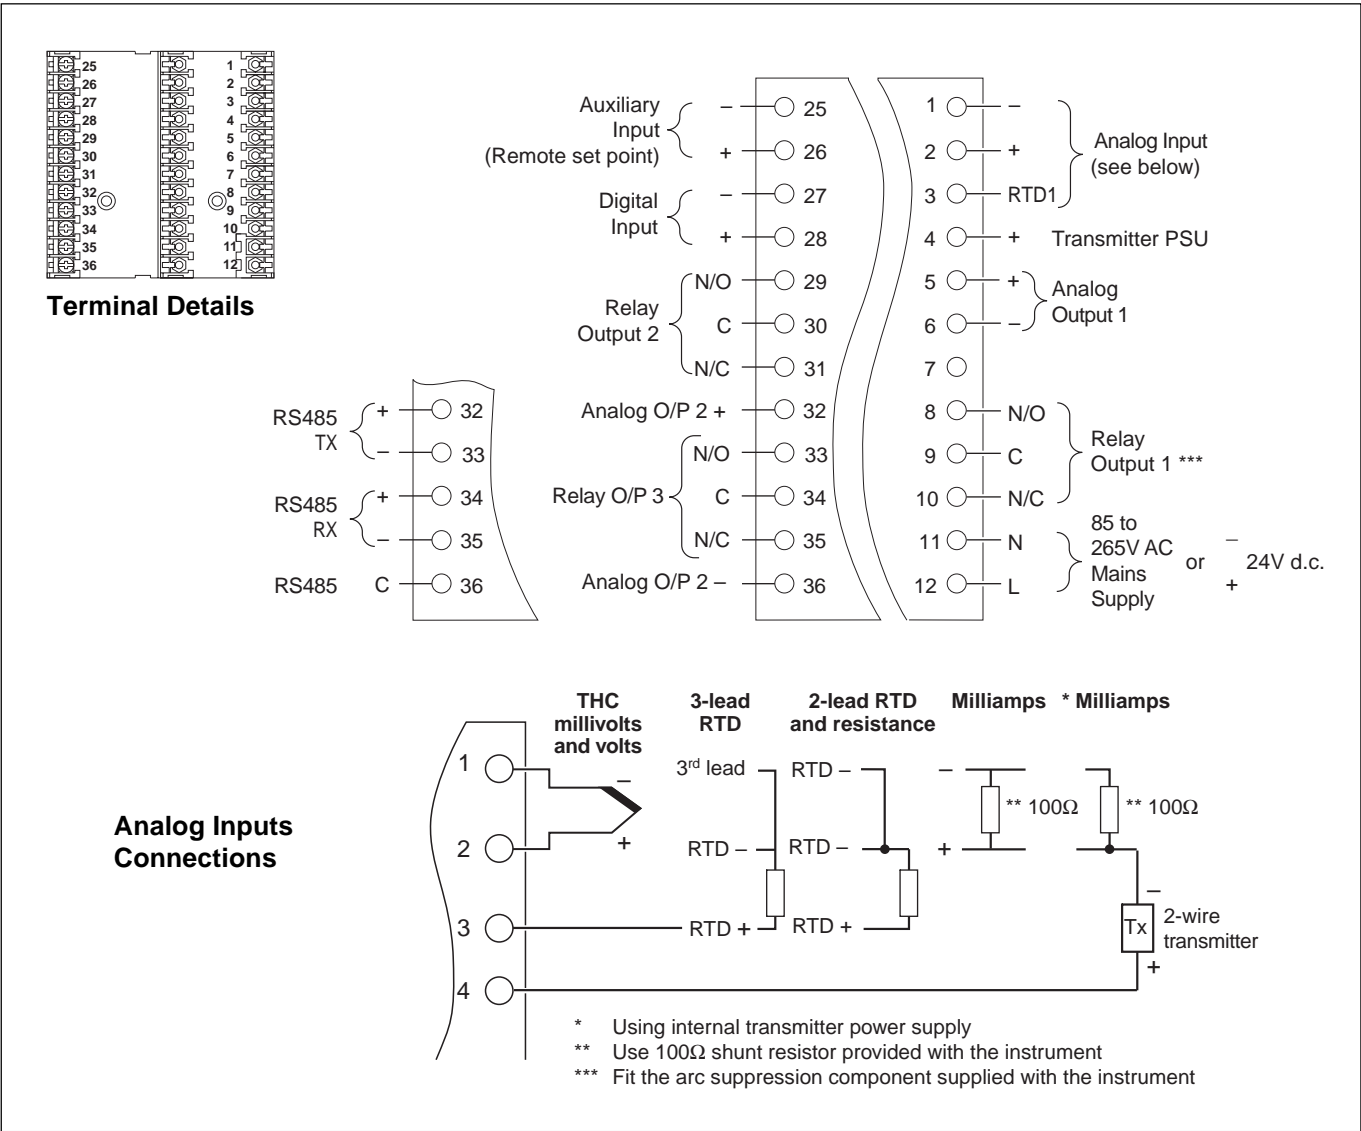 25 1
26 2
27 3
28 4
29 5
30 6
31 7
32 8
33 9
34 10
35 11
36 12
Terminal Details
Auxiliary
Input
(Remote set point)
– 25
+ 26
Digital
Input
– 27
+ 28
Relay
Output 2
N/O 29
C 30
N/C 31
Analog O/P 2 + 32
Relay O/P 3
N/O 33
C 34
N/C 35
Analog O/P 2 – 36
1 –
2 +
3 RTD1
Analog Input
(see below)
4 + Transmitter PSU
5 +
6 –
Analog
Output 1
7
8 N/O
9 C
10 N/C
Relay
Output 1 ***
11 N
12 L
85 to
265V AC
Mains
Supply
or
–
+
24V d.c.
RS485
TX
+ 32
– 33
RS485
RX
+ 34
– 35
RS485 C 36
Analog Inputs
Connections
1
2
3
4
THC
millivolts
and volts
–
+
3-lead
RTD
3rd lead
RTD –
RTD +
2-lead RTD
and resistance
RTD –
RTD –
RTD +
Milliamps
–
+
** 100Ω
* Milliamps
** 100Ω
–
Tx
+
2-wire
transmitter
* Using internal transmitter power supply
** Use 100Ω shunt resistor provided with the instrument
*** Fit the arc suppression component supplied with the instrument